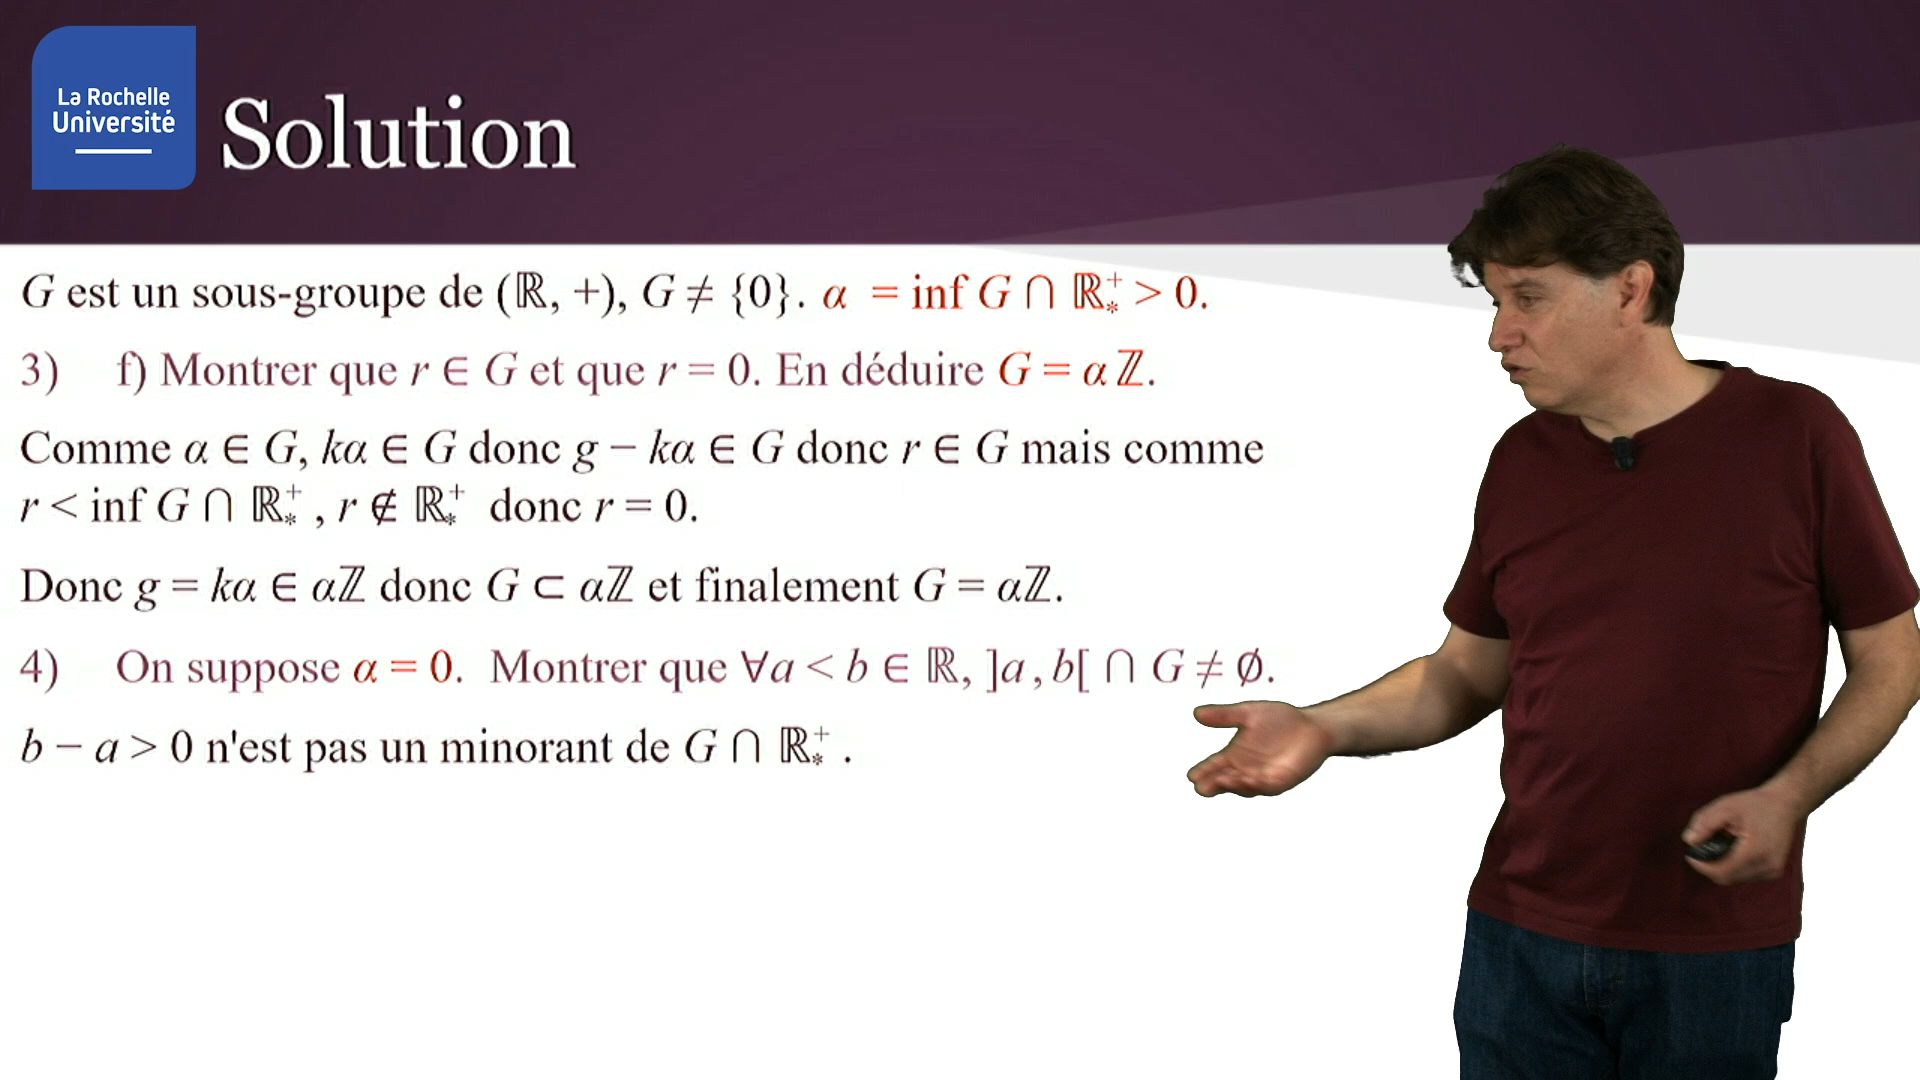 La Rochelle
Université
Solution
G est un sous-groupe de (ℝ, +), G ≠ {0}. α = inf G ∩ ℝ₊* > 0.
3) f) Montrer que r ∈ G et que r = 0. En déduire G = α ℤ.
Comme α ∈ G, kα ∈ G donc g − kα ∈ G donc r ∈ G mais comme
r < inf G ∩ ℝ₊* , r ∉ ℝ₊* donc r = 0.
Donc g = kα ∈ αℤ donc G ⊂ αℤ et finalement G = αℤ.
4) On suppose α = 0. Montrer que ∀a < b ∈ ℝ, ]a , b[ ∩ G ≠ ∅.
b − a > 0 n'est pas un minorant de G ∩ ℝ₊* .